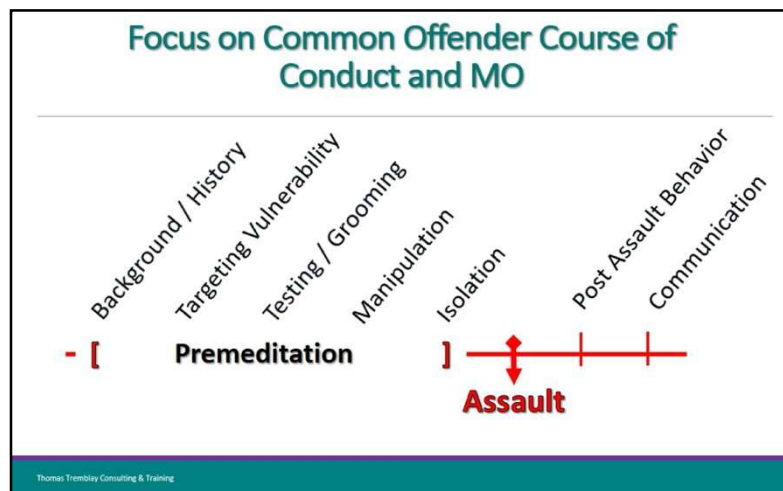 Focus on Common Offender Course of
Conduct and MO
Background / History
Targeting Vulnerability
Testing / Grooming
Manipulation
Isolation
Post Assault Behavior
Communication
- [ Premeditation ]
Assault
Thomas Tremblay Consulting & Training